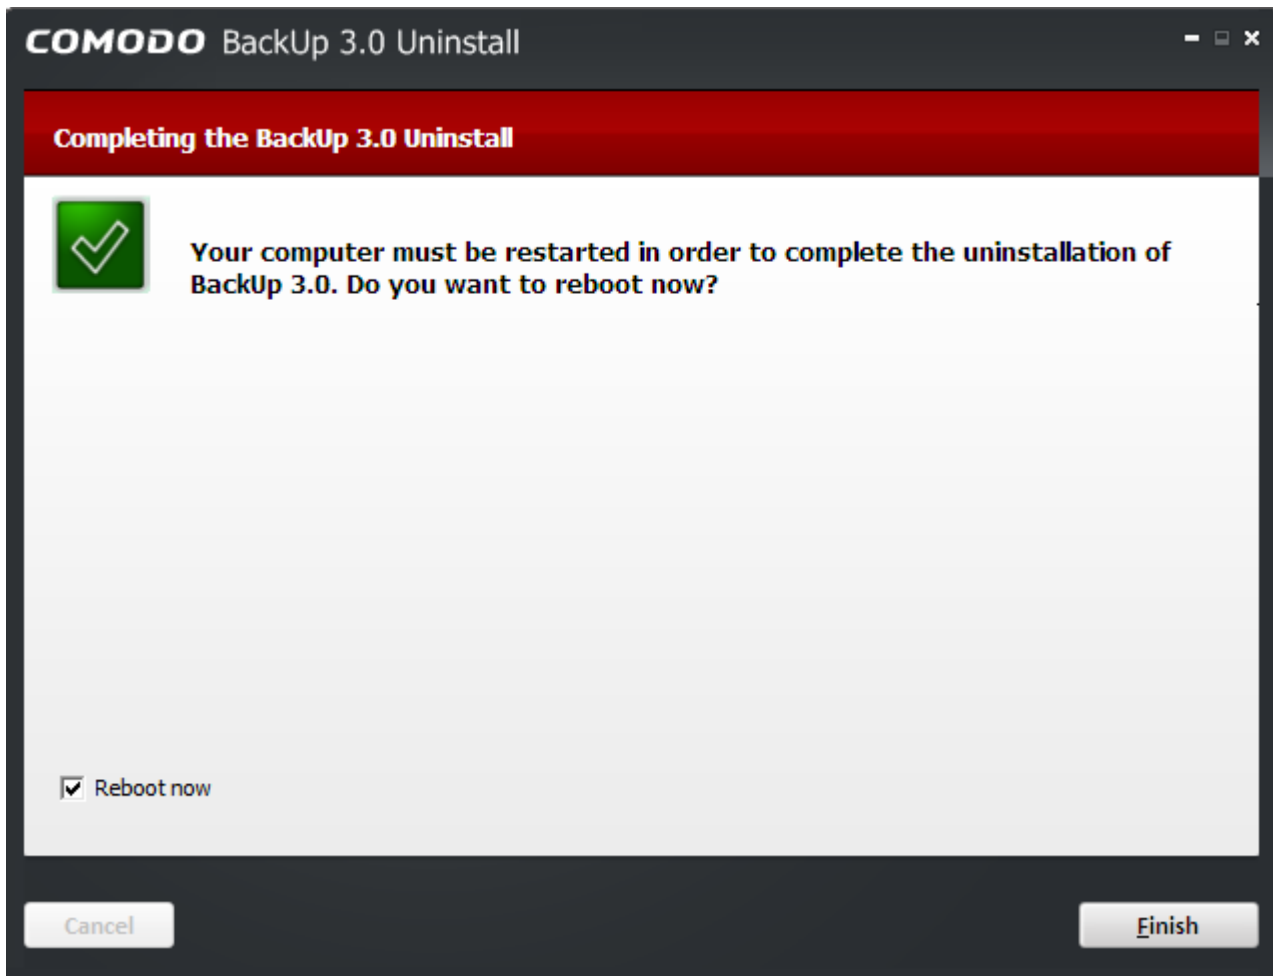 COMODO BackUp 3.0 Uninstall
Completing the BackUp 3.0 Uninstall
Your computer must be restarted in order to complete the uninstallation of
BackUp 3.0. Do you want to reboot now?
Reboot now
Cancel
Finish